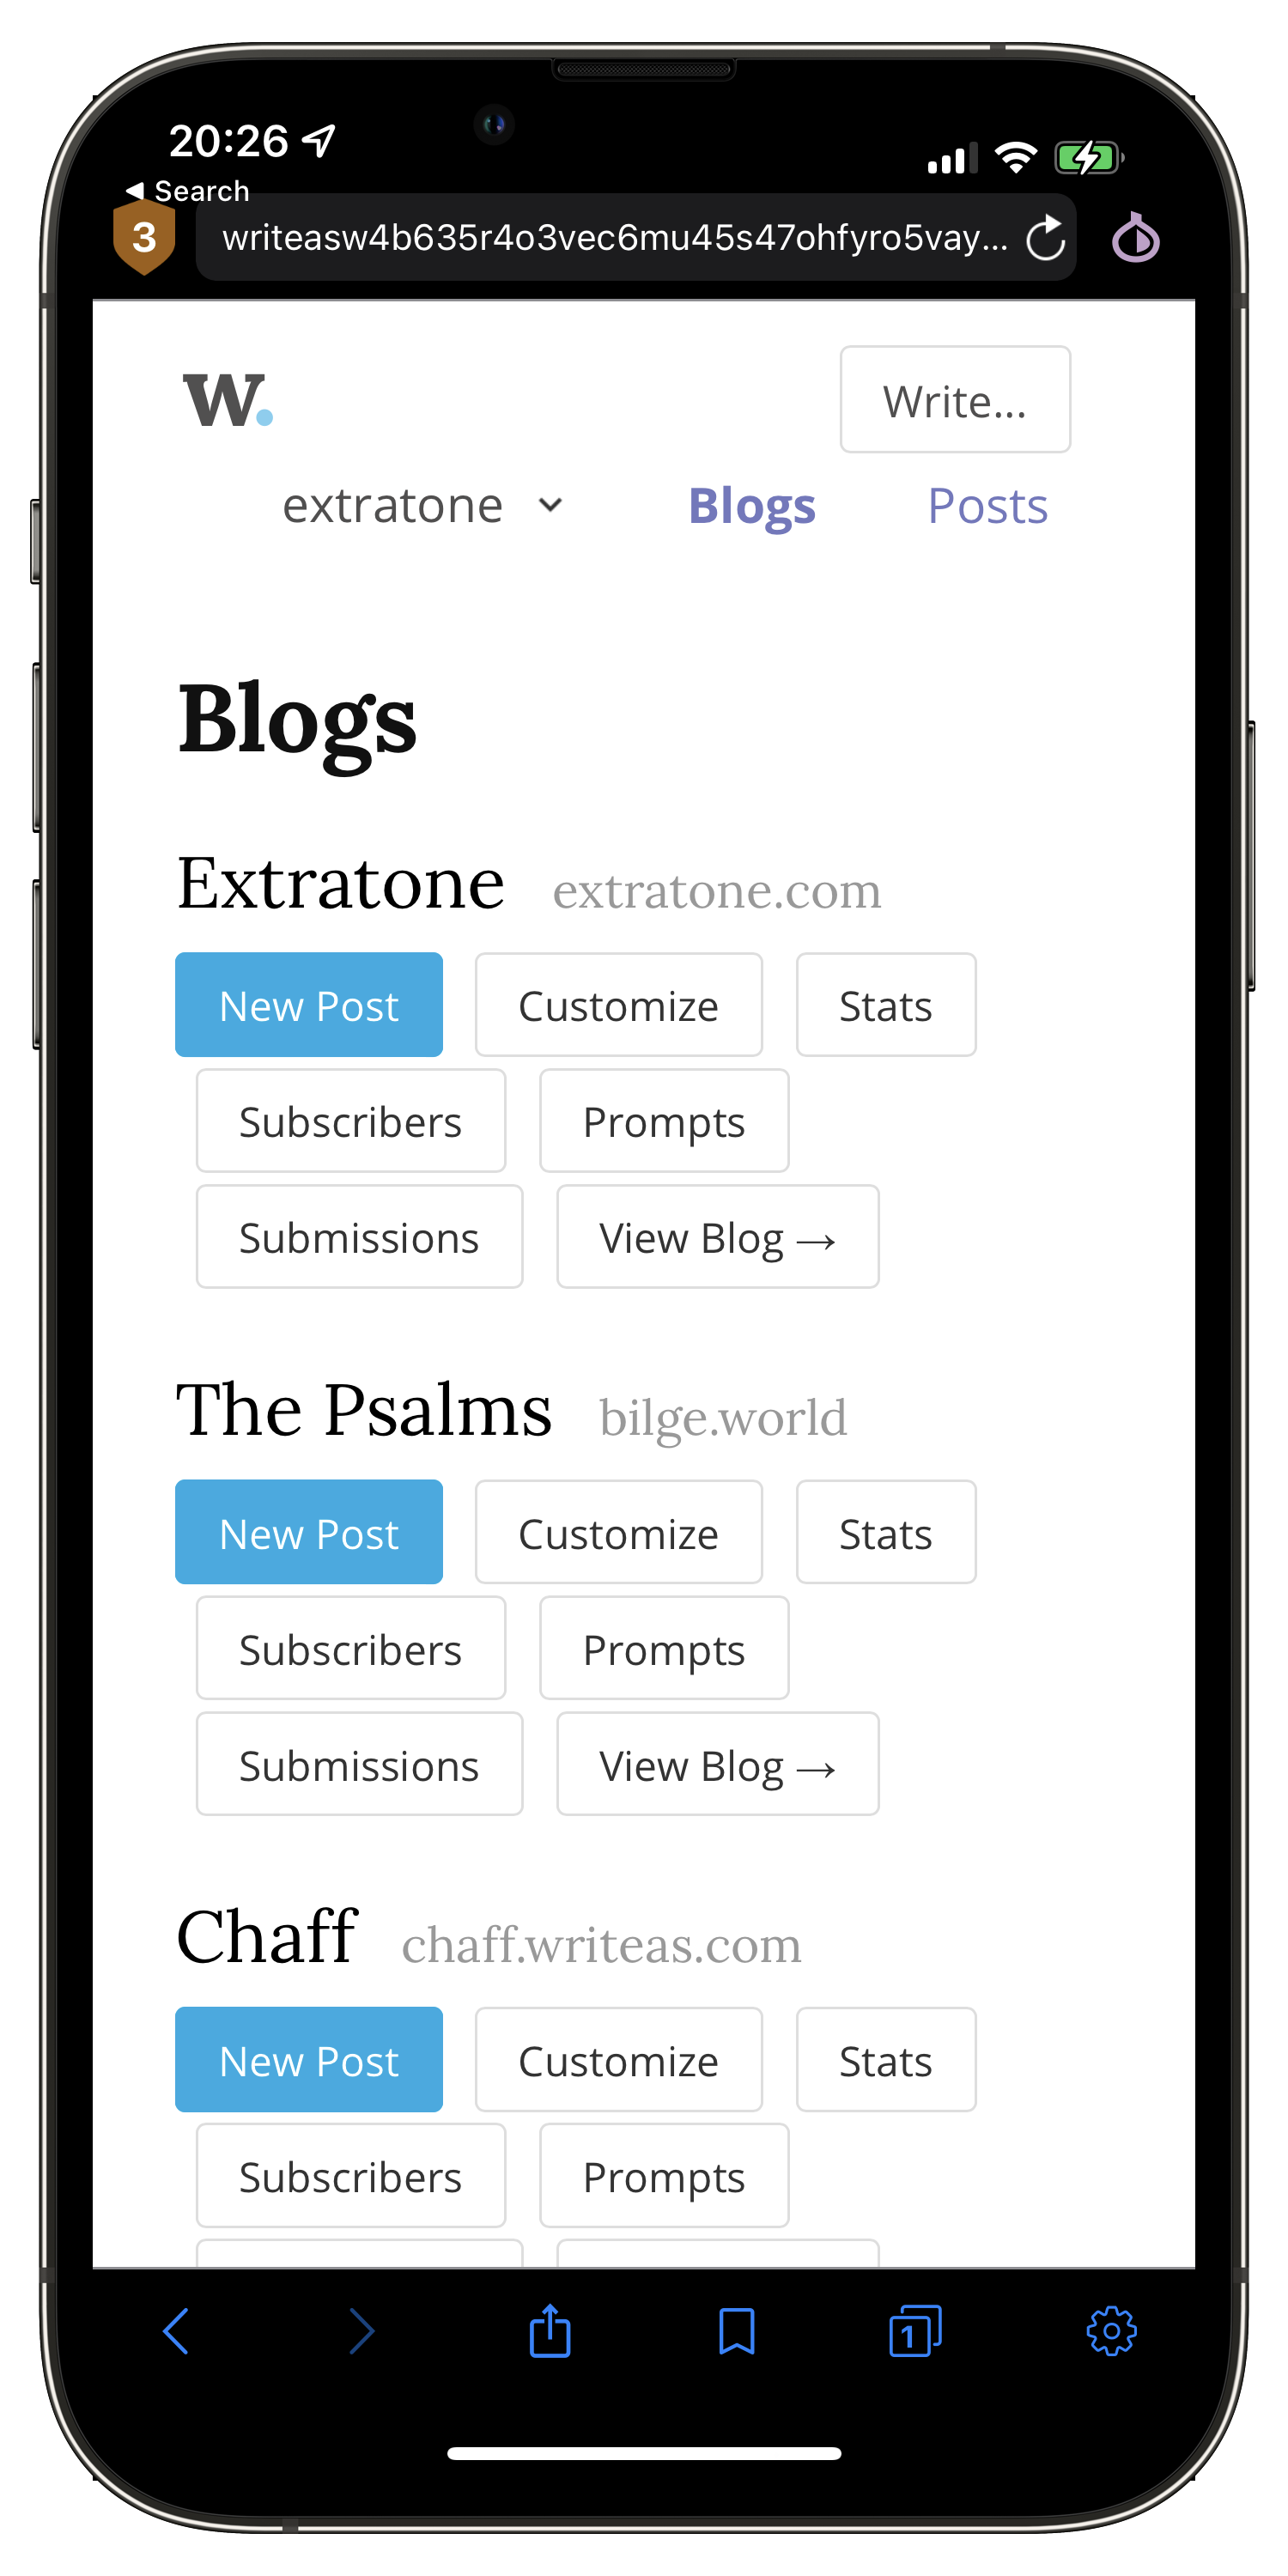 20:26
◀ Search
3 writeasw4b635r4o3vec6mu45s47ohfyro5vay...
w. Write...
extratone Blogs Posts
Blogs
Extratone extratone.com
New Post Customize Stats
Subscribers Prompts
Submissions View Blog →
The Psalms bilge.world
New Post Customize Stats
Subscribers Prompts
Submissions View Blog →
Chaff chaff.writeas.com
New Post Customize Stats
Subscribers Prompts
1